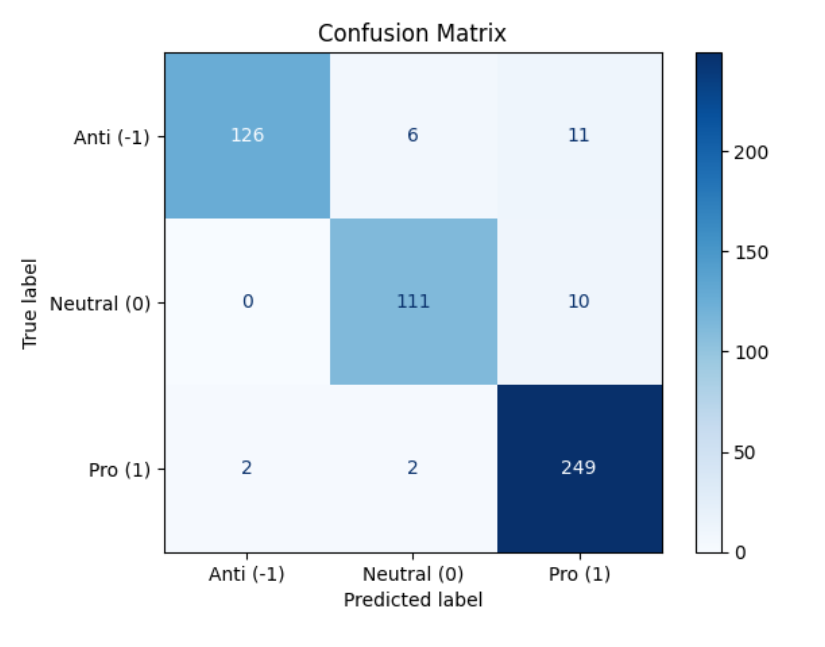 Confusion Matrix
Anti (-1)
126 6 11
200
150
True label
Neutral (0)
0 111 10
100
50
Pro (1)
2 2 249
0
Anti (-1) Neutral (0) Pro (1)
Predicted label